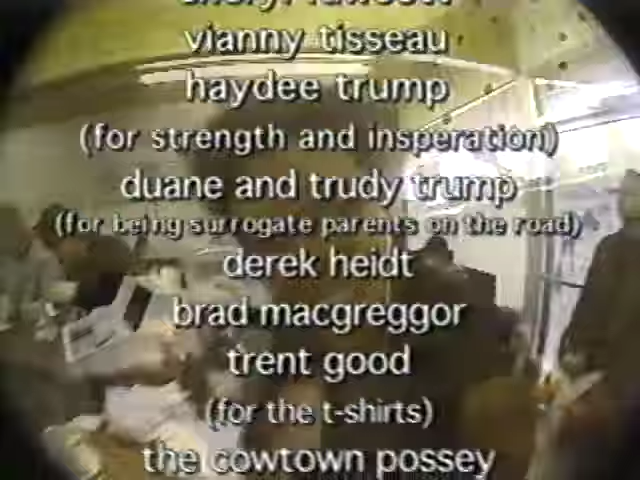 vianny tisseau
haydee trump
(for strength and insperation)
duane and trudy trump
(for being surrogate parents on the road)
derek heidt
brad macgreggor
trent good
(for the t-shirts)
the cowtown possey